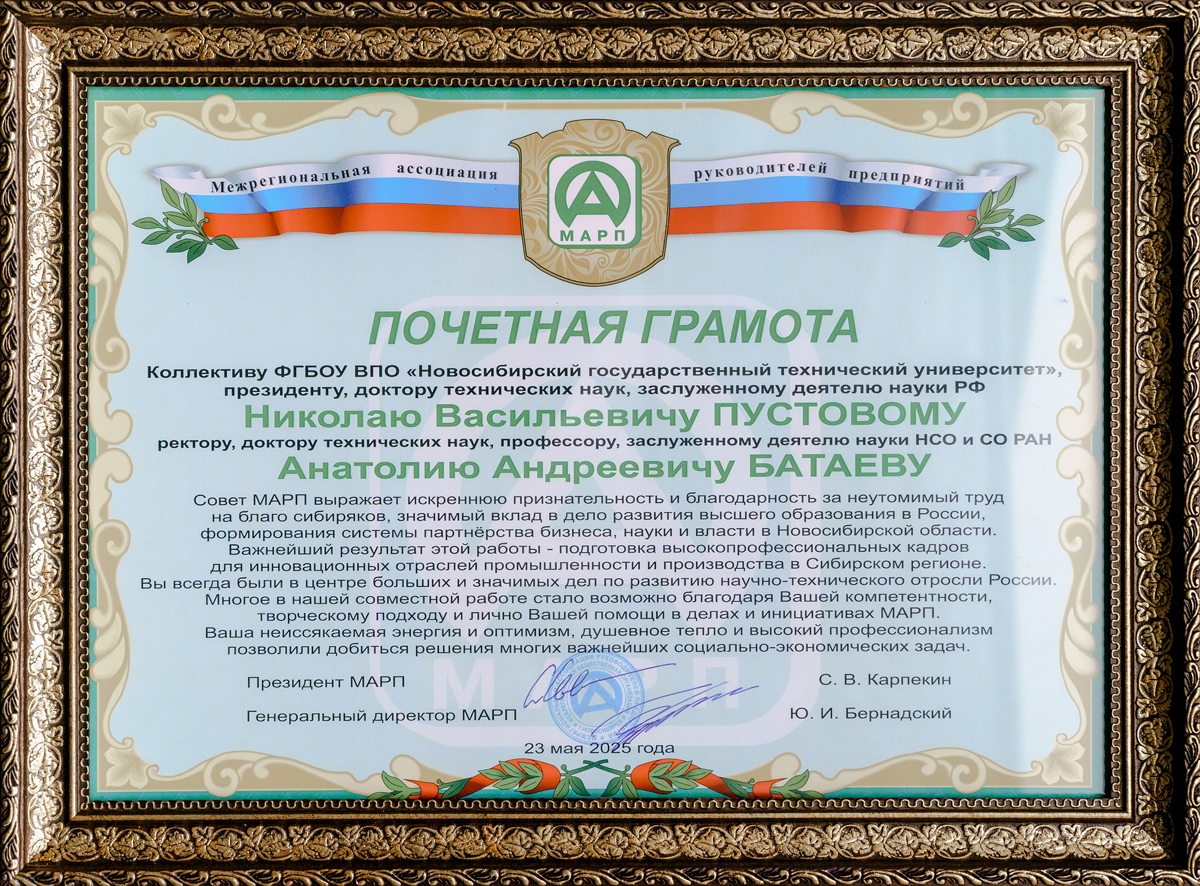 Межрегиональная ассоциация руководителей предприятий
МАРП
ПОЧЕТНАЯ ГРАМОТА
Коллективу ФГБОУ ВПО «Новосибирский государственный технический университет»,
президенту, доктору технических наук, заслуженному деятелю науки РФ
Николаю Васильевичу ПУСТОВОМУ
ректору, доктору технических наук, профессору, заслуженному деятелю науки НСО и СО РАН
Анатолию Андреевичу БАТАЕВУ
Совет МАРП выражает искреннюю признательность и благодарность за неутомимый труд
на благо сибиряков, значимый вклад в дело развития высшего образования в России,
формирования системы партнёрства бизнеса, науки и власти в Новосибирской области.
Важнейший результат этой работы - подготовка высокопрофессиональных кадров
для инновационных отраслей промышленности и производства в Сибирском регионе.
Вы всегда были в центре больших и значимых дел по развитию научно-технического отросли России.
Многое в нашей совместной работе стало возможно благодаря Вашей компетентности,
творческому подходу и лично Вашей помощи в делах и инициативах МАРП.
Ваша неиссякаемая энергия и оптимизм, душевное тепло и высокий профессионализм
позволили добиться решения многих важнейших социально-экономических задач.
МАРП
Президент МАРП С. В. Карпекин
Генеральный директор МАРП Ю. И. Бернадский
23 мая 2025 года